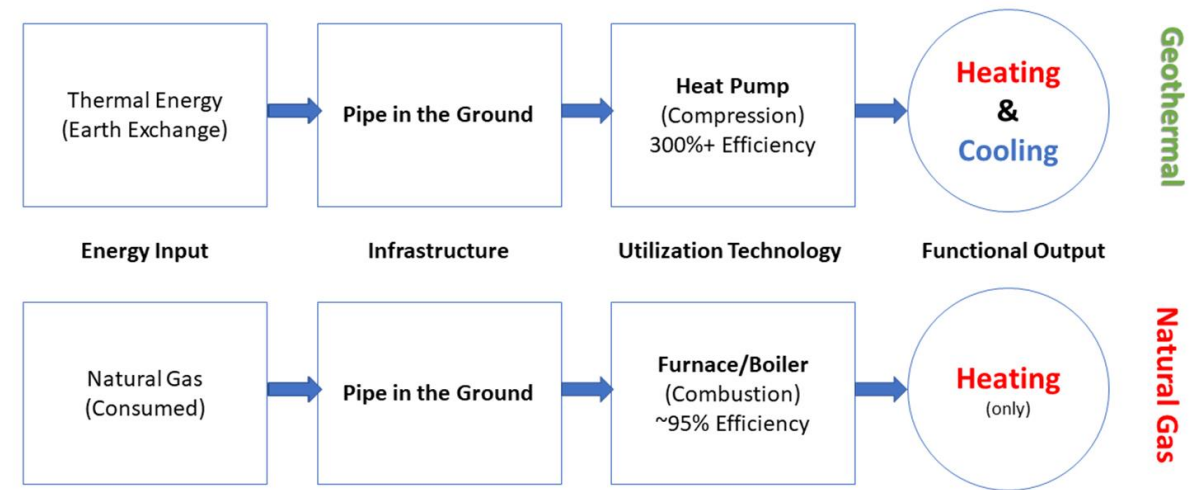 Thermal Energy
(Earth Exchange)
Pipe in the Ground
Heat Pump
(Compression)
300%+ Efficiency
Heating
&
Cooling
Geothermal
Energy Input
Infrastructure
Utilization Technology
Functional Output
Natural Gas
(Consumed)
Pipe in the Ground
Furnace/Boiler
(Combustion)
~95% Efficiency
Heating
(only)
Natural Gas